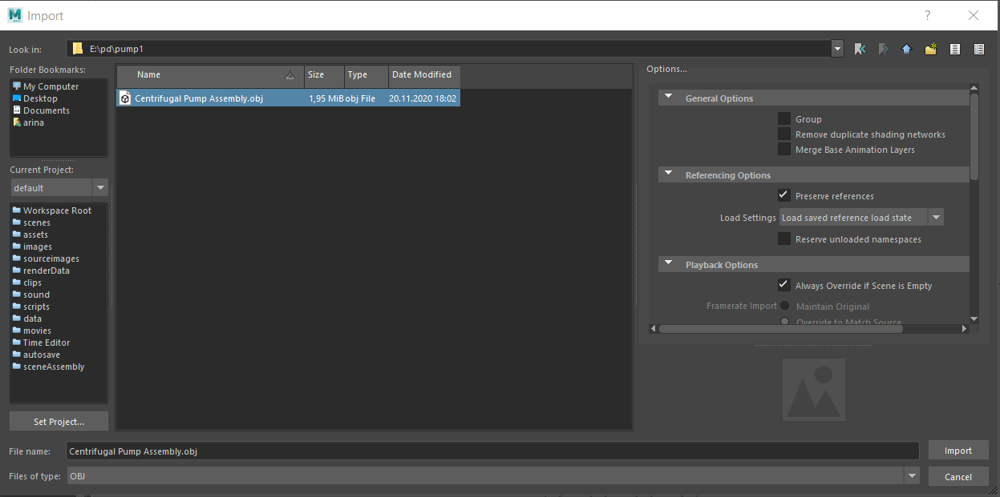 Import
?
Look in:
E:\pd\pump1
Folder Bookmarks:
My Computer
Desktop
Documents
arina
Current Project:
default
Workspace Root
scenes
assets
images
sourceimages
renderData
clips
sound
scripts
data
movies
Time Editor
autosave
sceneAssembly
Set Project...
Name Size Type Date Modified
Centrifugal Pump Assembly.obj 1,95 MiB obj File 20.11.2020 18:02
Options...
General Options
Group
Remove duplicate shading networks
Merge Base Animation Layers
Referencing Options
Preserve references
Load Settings Load saved reference load state
Reserve unloaded namespaces
Playback Options
Always Override if Scene is Empty
Framerate Import Maintain Original
Override to Match Source
File name: Centrifugal Pump Assembly.obj Import
Files of type: OBJ Cancel